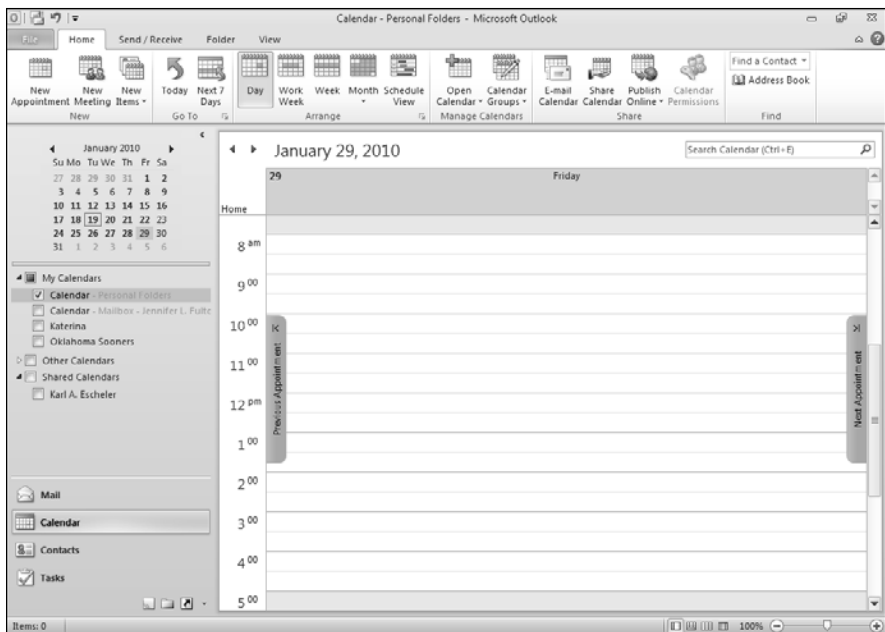 Calendar - Personal Folders - Microsoft Outlook
File Home Send / Receive Folder View
New Appointment
New Meeting
New Items
New
Today
Next 7 Days
Go To
Day
Work Week
Week
Month
Schedule View
Arrange
Open Calendar
Calendar Groups
Manage Calendars
E-mail Calendar
Share Calendar
Publish Online
Calendar Permissions
Share
Find a Contact
Address Book
Find
January 2010
Su Mo Tu We Th Fr Sa
27 28 29 30 31 1 2
3 4 5 6 7 8 9
10 11 12 13 14 15 16
17 18 19 20 21 22 23
24 25 26 27 28 29 30
31 1 2 3 4 5 6
My Calendars
Calendar - Personal Folders
Calendar - Mailbox - Jennifer L. Fulto
Katerina
Oklahoma Sooners
Other Calendars
Shared Calendars
Karl A. Escheler
Mail
Calendar
Contacts
Tasks
January 29, 2010
Search Calendar (Ctrl+E)
29 Friday
Home
8 am
9 00
10 00
11 00
12 pm
1 00
2 00
3 00
4 00
5 00
Previous Appointment
Next Appointment
Items: 0
100%